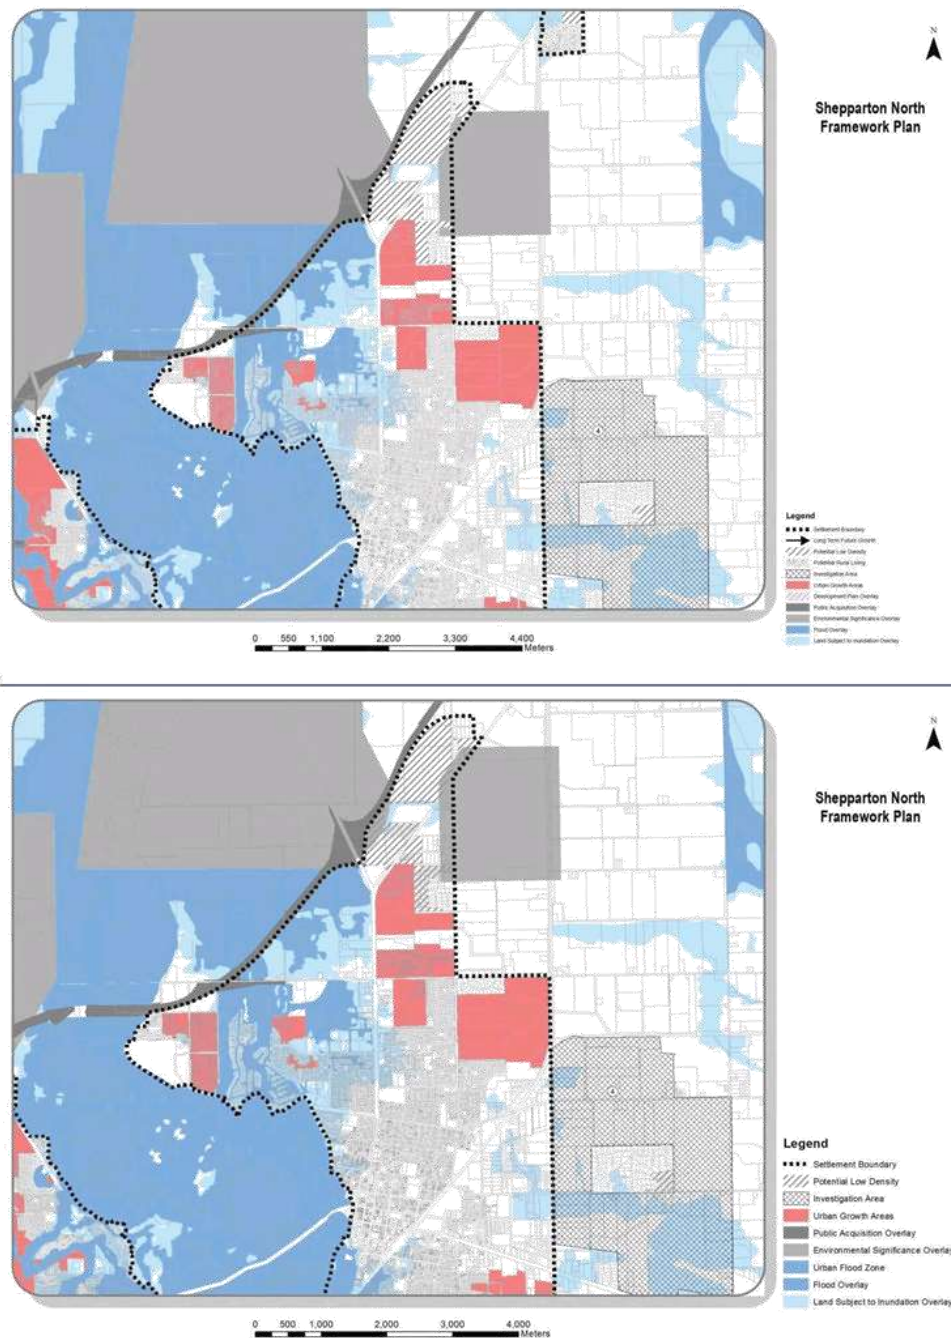 N
Shepparton North
Framework Plan
4
Legend
Settlement Boundary
Long Term Future Growth
Potential Low Density
Potential Rural Living
Investigation Area
Urban Growth Areas
Development Plan Overlay
Public Acquisition Overlay
Environmental Significance Overlay
Flood Overlay
Land Subject to Inundation Overlay
0 550 1,100 2,200 3,300 4,400
Meters
N
Shepparton North
Framework Plan
4
Legend
Settlement Boundary
Potential Low Density
Investigation Area
Urban Growth Areas
Public Acquisition Overlay
Environmental Significance Overlay
Urban Flood Zone
Flood Overlay
Land Subject to Inundation Overlay
0 500 1,000 2,000 3,000 4,000
Meters